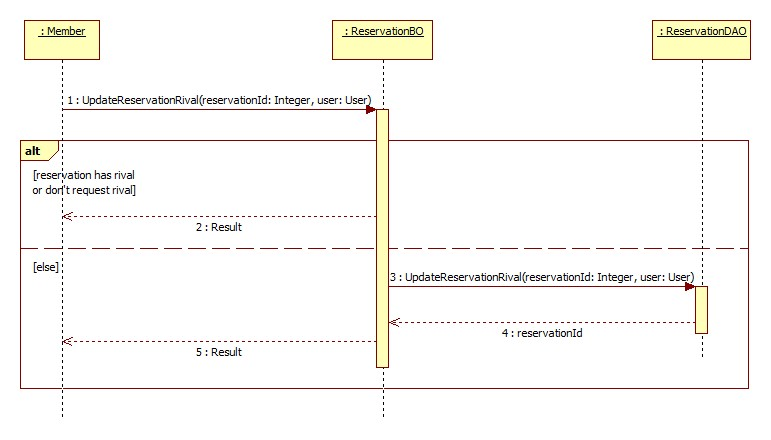 : Member
: ReservationBO
: ReservationDAO
1 : UpdateReservationRival(reservationId: Integer, user: User)
alt
[reservation has rival
or don't request rival]
2 : Result
[else]
3 : UpdateReservationRival(reservationId: Integer, user: User)
4 : reservationId
5 : Result